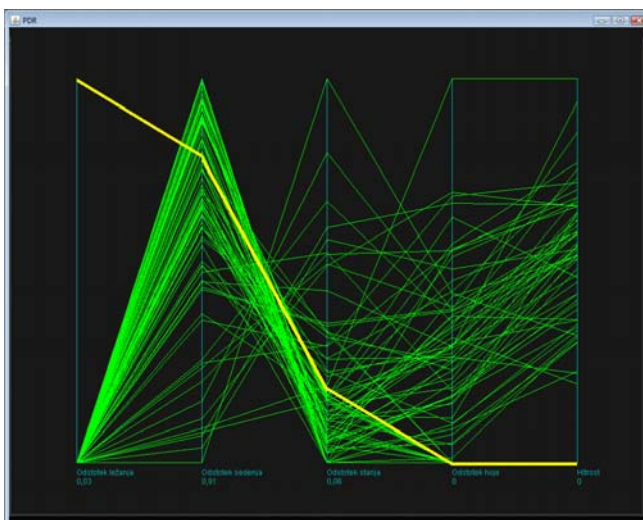 PDR
Odstotek ležanja
0,03
Odstotek sedenja
0,91
Odstotek stanja
0,06
Odstotek hoje
0
Hitrost
0